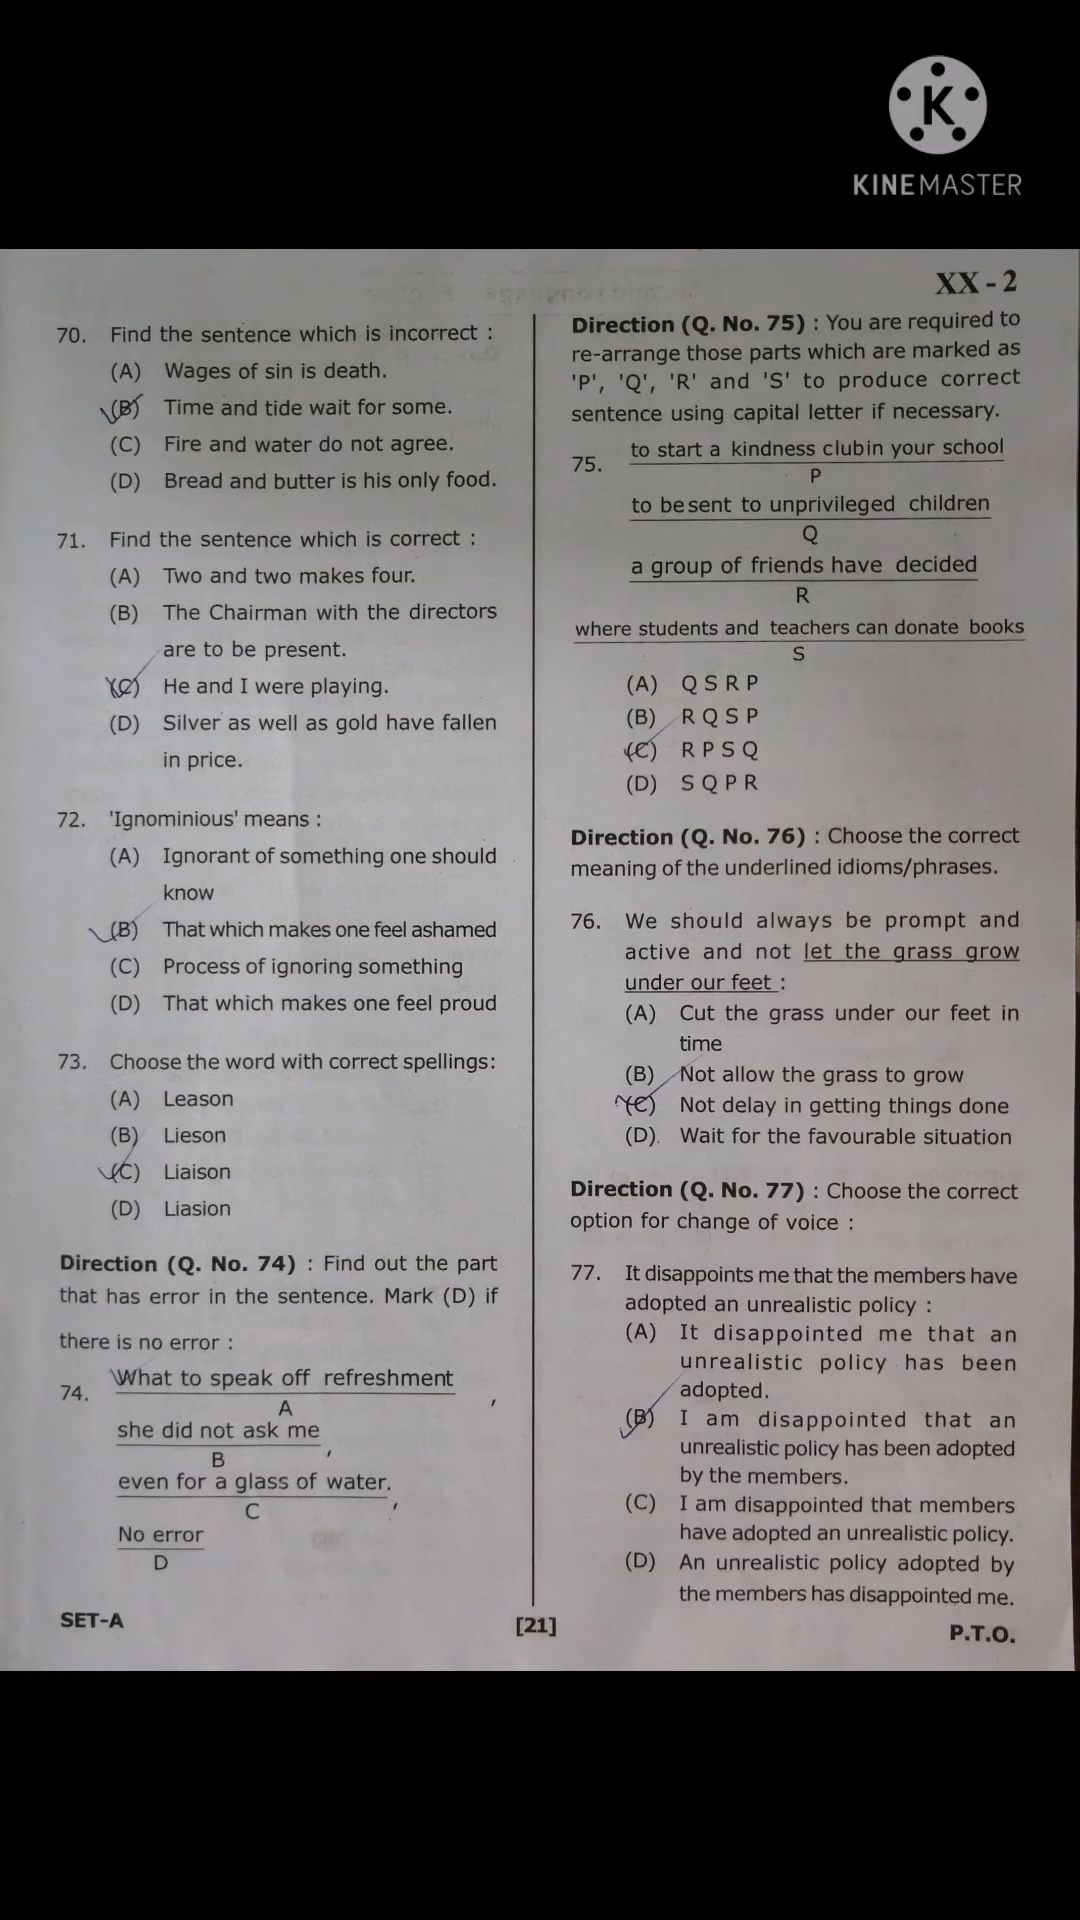 K
KINEMASTER
XX - 2
70. Find the sentence which is incorrect :
(A) Wages of sin is death.
(B) Time and tide wait for some.
(C) Fire and water do not agree.
(D) Bread and butter is his only food.
71. Find the sentence which is correct :
(A) Two and two makes four.
(B) The Chairman with the directors
are to be present.
(C) He and I were playing.
(D) Silver as well as gold have fallen
in price.
72. 'Ignominious' means :
(A) Ignorant of something one should
know
(B) That which makes one feel ashamed
(C) Process of ignoring something
(D) That which makes one feel proud
73. Choose the word with correct spellings:
(A) Leason
(B) Lieson
(C) Liaison
(D) Liasion
Direction (Q. No. 74) : Find out the part
that has error in the sentence. Mark (D) if
there is no error :
74. What to speak off refreshment ,
A
she did not ask me ,
B
even for a glass of water. ,
C
No error
D
Direction (Q. No. 75) : You are required to
re-arrange those parts which are marked as
'P', 'Q', 'R' and 'S' to produce correct
sentence using capital letter if necessary.
75. to start a kindness clubin your school
P
to be sent to unprivileged children
Q
a group of friends have decided
R
where students and teachers can donate books
S
(A) Q S R P
(B) R Q S P
(C) R P S Q
(D) S Q P R
Direction (Q. No. 76) : Choose the correct
meaning of the underlined idioms/phrases.
76. We should always be prompt and
active and not let the grass grow
under our feet :
(A) Cut the grass under our feet in
time
(B) Not allow the grass to grow
(C) Not delay in getting things done
(D). Wait for the favourable situation
Direction (Q. No. 77) : Choose the correct
option for change of voice :
77. It disappoints me that the members have
adopted an unrealistic policy :
(A) It disappointed me that an
unrealistic policy has been
adopted.
(B) I am disappointed that an
unrealistic policy has been adopted
by the members.
(C) I am disappointed that members
have adopted an unrealistic policy.
(D) An unrealistic policy adopted by
the members has disappointed me.
SET-A
[21]
P.T.O.